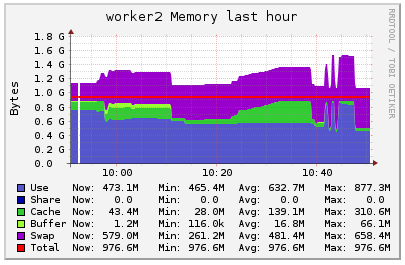 worker2 Memory last hour
RRDTOOL / TOBI OETIKER
Bytes
1.8 G
1.6 G
1.4 G
1.2 G
1.0 G
0.8 G
0.6 G
0.4 G
0.2 G
0.0
10:00 10:20 10:40
Use Now: 473.1M Min: 465.4M Avg: 632.7M Max: 877.3M
Share Now: 0.0 Min: 0.0 Avg: 0.0 Max: 0.0
Cache Now: 43.4M Min: 28.0M Avg: 139.1M Max: 310.6M
Buffer Now: 1.2M Min: 116.0k Avg: 16.8M Max: 66.1M
Swap Now: 579.0M Min: 261.2M Avg: 481.4M Max: 658.4M
Total Now: 976.6M Min: 976.6M Avg: 976.6M Max: 976.6M